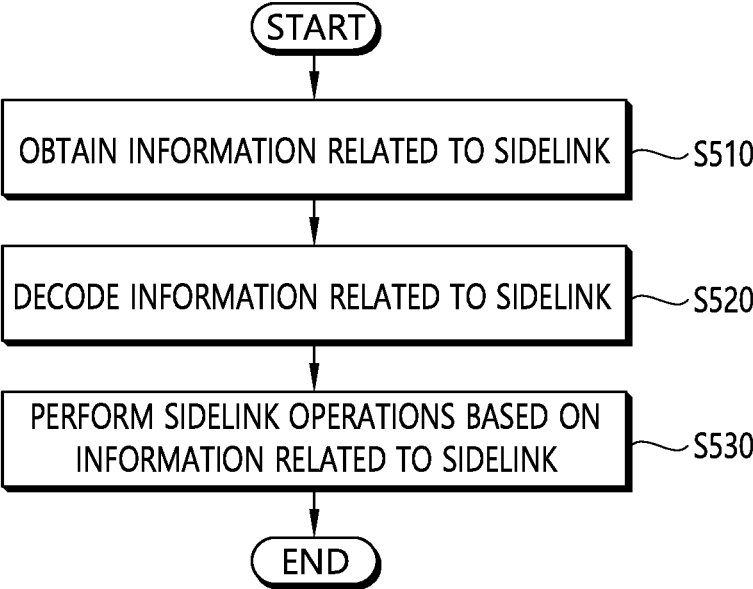 START
OBTAIN INFORMATION RELATED TO SIDELINK
S510
DECODE INFORMATION RELATED TO SIDELINK
S520
PERFORM SIDELINK OPERATIONS BASED ON
INFORMATION RELATED TO SIDELINK
S530
END